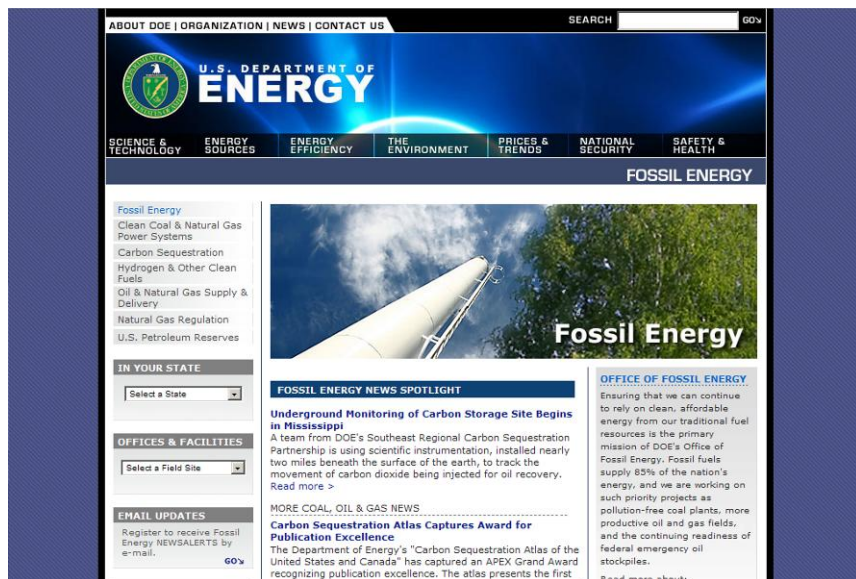 ABOUT DOE | ORGANIZATION | NEWS | CONTACT US
SEARCH
GO
U.S. DEPARTMENT OF
ENERGY
SCIENCE &
TECHNOLOGY
ENERGY
SOURCES
ENERGY
EFFICIENCY
THE
ENVIRONMENT
PRICES &
TRENDS
NATIONAL
SECURITY
SAFETY &
HEALTH
FOSSIL ENERGY
Fossil Energy
Clean Coal & Natural Gas
Power Systems
Carbon Sequestration
Hydrogen & Other Clean
Fuels
Oil & Natural Gas Supply &
Delivery
Natural Gas Regulation
U.S. Petroleum Reserves
IN YOUR STATE
Select a State
OFFICES & FACILITIES
Select a Field Site
EMAIL UPDATES
Register to receive Fossil
Energy NEWSALERTS by
e-mail.
GO
Fossil Energy
FOSSIL ENERGY NEWS SPOTLIGHT
Underground Monitoring of Carbon Storage Site Begins
in Mississippi
A team from DOE's Southeast Regional Carbon Sequestration
Partnership is using scientific instrumentation, installed nearly
two miles beneath the surface of the earth, to track the
movement of carbon dioxide being injected for oil recovery.
Read more >
MORE COAL, OIL & GAS NEWS
Carbon Sequestration Atlas Captures Award for
Publication Excellence
The Department of Energy's "Carbon Sequestration Atlas of the
United States and Canada" has captured an APEX Grand Award
recognizing publication excellence. The atlas presents the first
OFFICE OF FOSSIL ENERGY
Ensuring that we can continue
to rely on clean, affordable
energy from our traditional fuel
resources is the primary
mission of DOE's Office of
Fossil Energy. Fossil fuels
supply 85% of the nation's
energy, and we are working on
such priority projects as
pollution-free coal plants, more
productive oil and gas fields,
and the continuing readiness of
federal emergency oil
stockpiles.
Read more about: